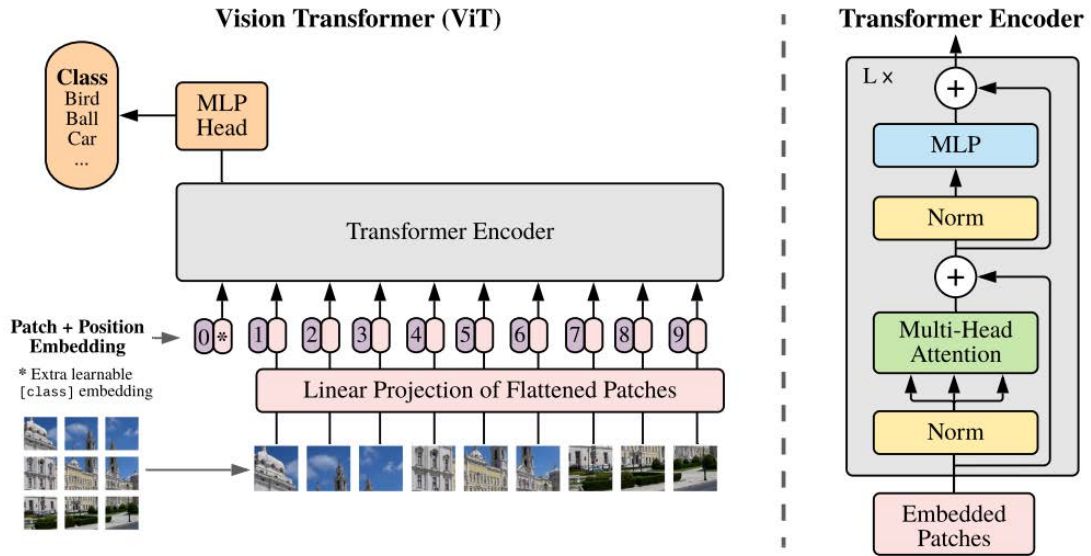 Vision Transformer (ViT)
Class
Bird
Ball
Car
...
MLP
Head
Transformer Encoder
Patch + Position
Embedding
0 * 1 2 3 4 5 6 7 8 9
* Extra learnable
[class] embedding
Linear Projection of Flattened Patches
Transformer Encoder
L ×
+
MLP
Norm
+
Multi-Head
Attention
Norm
Embedded
Patches